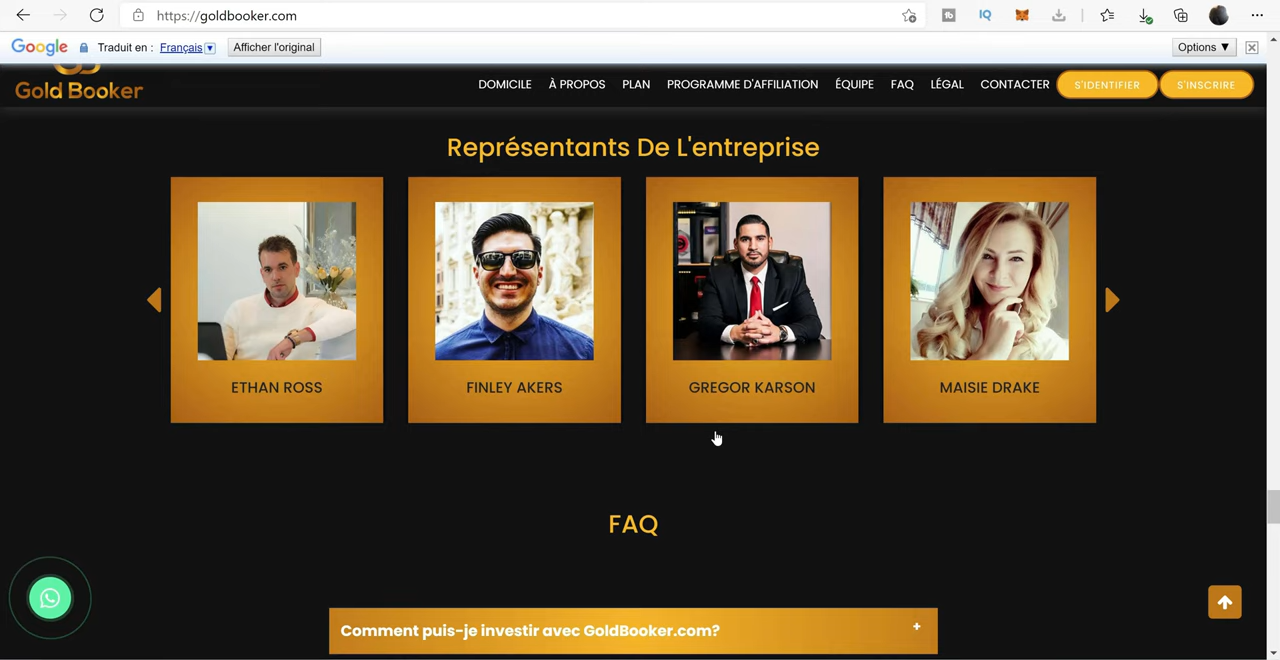 https://goldbooker.com
Google Traduit en : Français Afficher l'original Options ▼
Gold Booker
DOMICILE À PROPOS PLAN PROGRAMME D'AFFILIATION ÉQUIPE FAQ LÉGAL CONTACTER S'IDENTIFIER S'INSCRIRE
Représentants De L'entreprise
ETHAN ROSS FINLEY AKERS GREGOR KARSON MAISIE DRAKE
FAQ
Comment puis-je investir avec GoldBooker.com? +